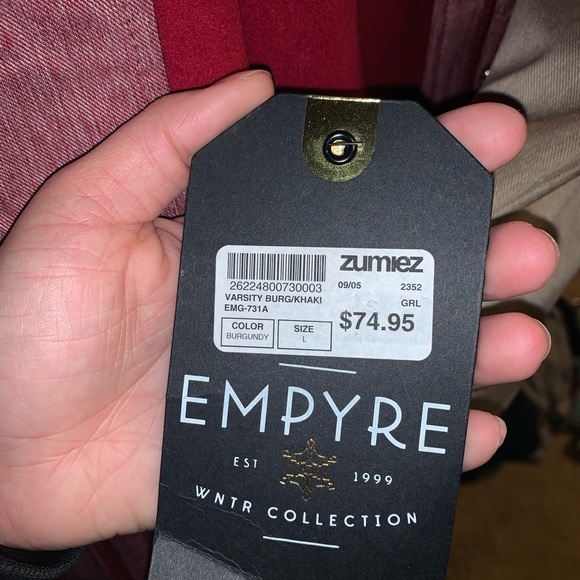 zumiez
26224800730003 09/05 2352
VARSITY BURG/KHAKI GRL
EMG-731A
$74.95
COLOR
BURGUNDY
SIZE
L
EMPYRE
EST 1999
WNTR COLLECTION